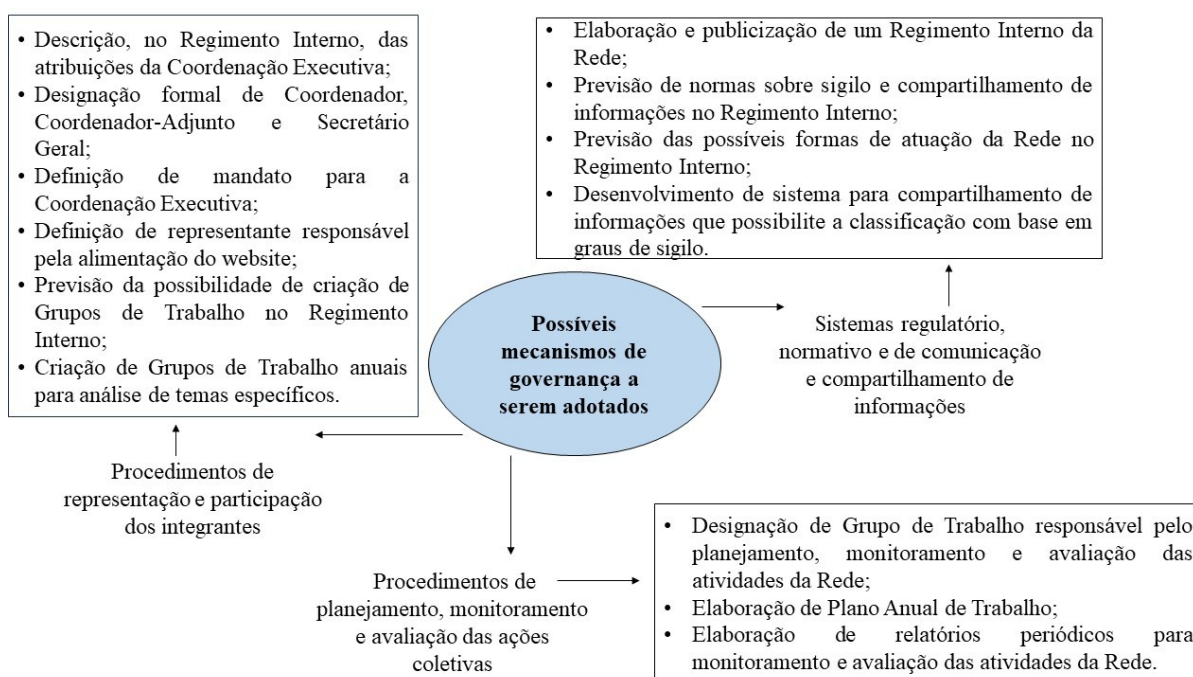 • Descrição, no Regimento Interno, das
atribuições da Coordenação Executiva;
• Designação formal de Coordenador,
Coordenador-Adjunto e Secretário
Geral;
• Definição de mandato para a
Coordenação Executiva;
• Definição de representante responsável
pela alimentação do website;
• Previsão da possibilidade de criação de
Grupos de Trabalho no Regimento
Interno;
• Criação de Grupos de Trabalho anuais
para análise de temas específicos.
• Elaboração e publicização de um Regimento Interno da
Rede;
• Previsão de normas sobre sigilo e compartilhamento de
informações no Regimento Interno;
• Previsão das possíveis formas de atuação da Rede no
Regimento Interno;
• Desenvolvimento de sistema para compartilhamento de
informações que possibilite a classificação com base em
graus de sigilo.
Possíveis
mecanismos de
governança a
serem adotados
Sistemas regulatório,
normativo e de comunicação
e compartilhamento de
informações
Procedimentos de
representação e participação
dos integrantes
Procedimentos de
planejamento, monitoramento
e avaliação das ações
coletivas
• Designação de Grupo de Trabalho responsável pelo
planejamento, monitoramento e avaliação das
atividades da Rede;
• Elaboração de Plano Anual de Trabalho;
• Elaboração de relatórios periódicos para
monitoramento e avaliação das atividades da Rede.